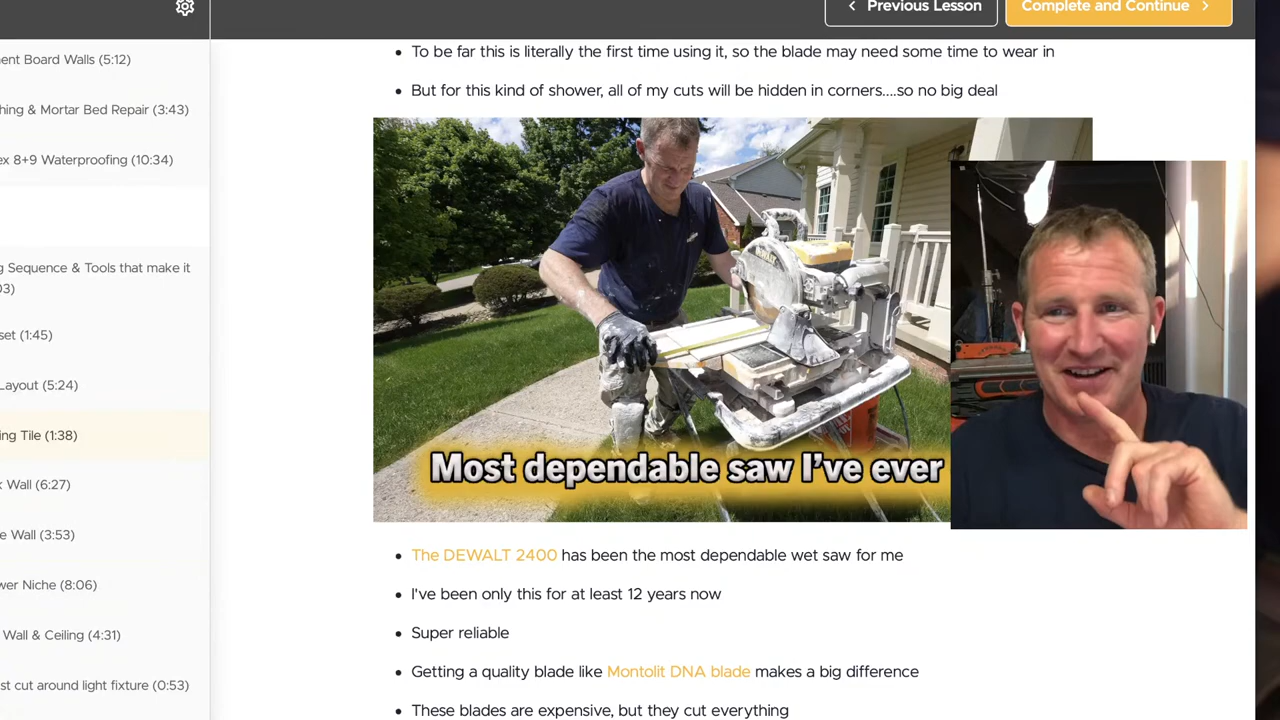 Previous Lesson
Complete and Continue
ent Board Walls (5:12)
hing & Mortar Bed Repair (3:43)
ex 8+9 Waterproofing (10:34)
g Sequence & Tools that make it
03)
set (1:45)
Layout (5:24)
ing Tile (1:38)
k Wall (6:27)
e Wall (3:53)
wer Niche (8:06)
Wall & Ceiling (4:31)
st cut around light fixture (0:53)
To be far this is literally the first time using it, so the blade may need some time to wear in
But for this kind of shower, all of my cuts will be hidden in corners....so no big deal
DEWALT
Most dependable saw I've ever
The DEWALT 2400 has been the most dependable wet saw for me
I've been only this for at least 12 years now
Super reliable
Getting a quality blade like Montolit DNA blade makes a big difference
These blades are expensive, but they cut everything